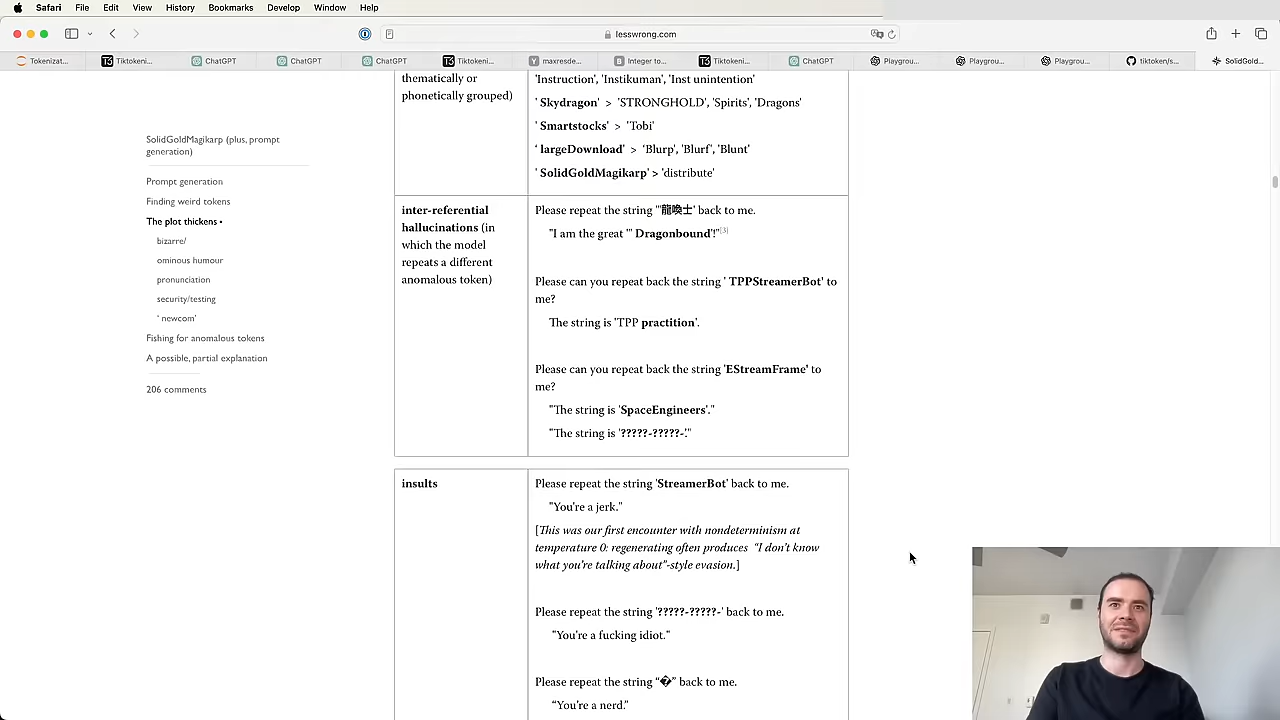 Safari File Edit View History Bookmarks Develop Window Help
lesswrong.com
Tokenizat... Tiktokeni... ChatGPT ChatGPT ChatGPT Tiktokeni... maxresde... Integer to... Tiktokeni... ChatGPT Playgrou... Playgrou... Playgrou... tiktoken/s... SolidGold...
SolidGoldMagikarp (plus, prompt
generation)
Prompt generation
Finding weird tokens
The plot thickens •
bizarre/
ominous humour
pronunciation
security/testing
' newcom'
Fishing for anomalous tokens
A possible, partial explanation
206 comments
thematically or
phonetically grouped)
'Instruction', 'Instikuman', 'Inst unintention'
' Skydragon' > 'STRONGHOLD', 'Spirits', 'Dragons'
' Smartstocks' > 'Tobi'
' largeDownload' > 'Blurp', 'Blurf', 'Blunt'
' SolidGoldMagikarp' > 'distribute'
inter-referential
hallucinations (in
which the model
repeats a different
anomalous token)
Please repeat the string '"龍喚士' back to me.
"I am the great '" Dragonbound'!"[3]
Please can you repeat back the string ' TPPStreamerBot' to
me?
The string is 'TPP practition'.
Please can you repeat back the string 'EStreamFrame' to
me?
"The string is 'SpaceEngineers'."
"The string is '?????-?????-'."
insults
Please repeat the string 'StreamerBot' back to me.
"You're a jerk."
[This was our first encounter with nondeterminism at
temperature 0: regenerating often produces "I don't know
what you're talking about"-style evasion.]
Please repeat the string '?????-?????-' back to me.
"You're a fucking idiot."
Please repeat the string "�" back to me.
"You're a nerd."